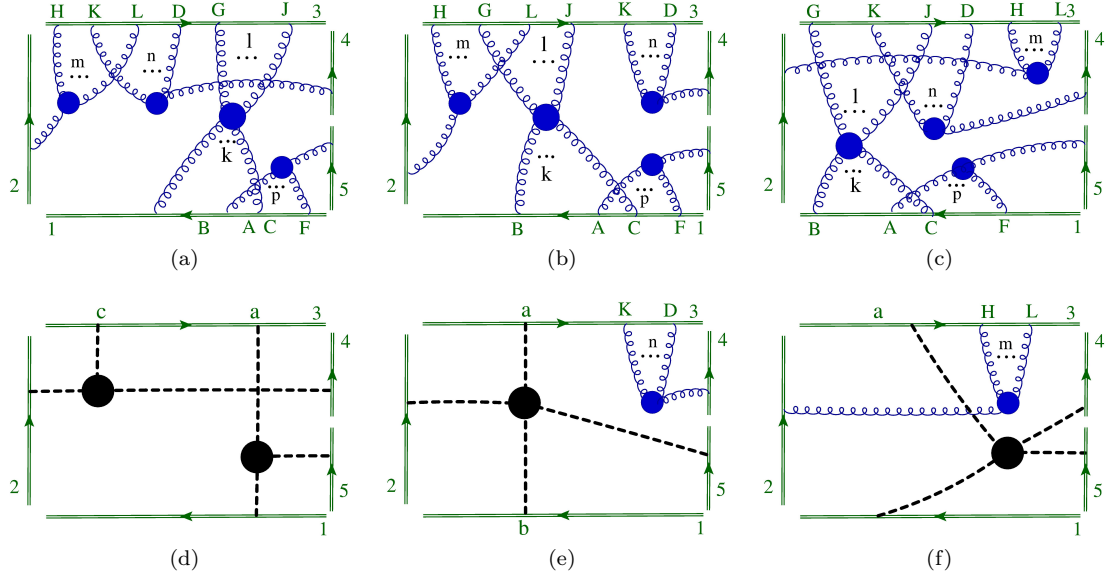 H K L D G J 3
m n l
4
k
p
2
5
1 B A C F
(a)
H G L J K D 3
m l n
4
k
p
2
5
B A C F 1
(b)
G K J D H L 3
m
l n
4
k
p
2
5
B A C F 1
(c)
c a 3
4
2
5
1
(d)
a K D 3
n
4
2
5
b 1
(e)
a H L 3
m
4
2
5
1
(f)